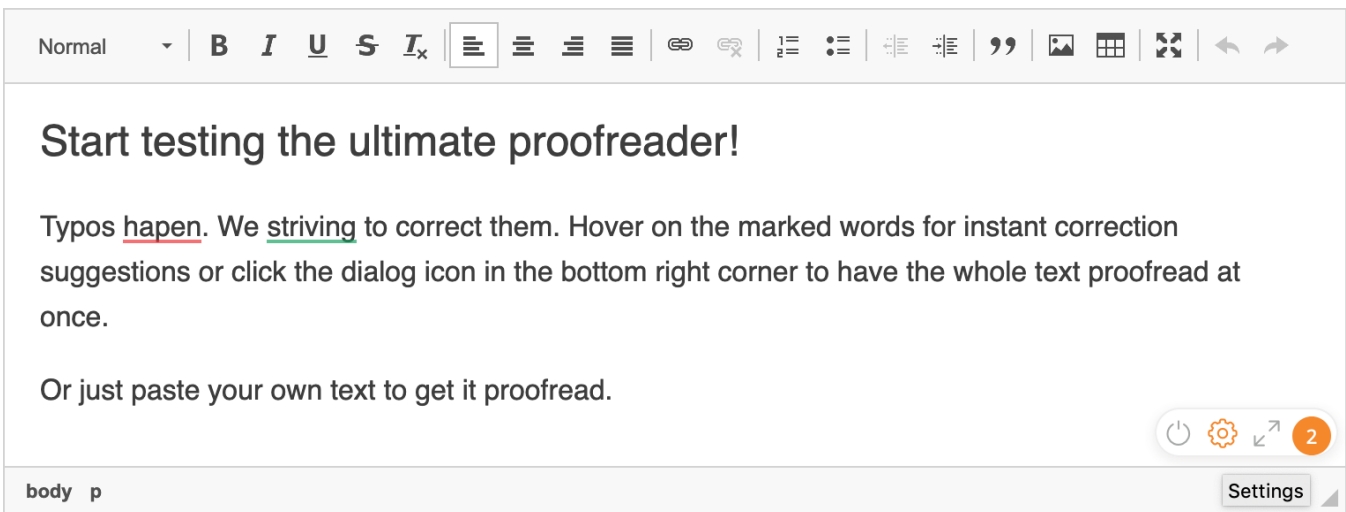 Normal
Start testing the ultimate proofreader!
Typos hapen. We striving to correct them. Hover on the marked words for instant correction
suggestions or click the dialog icon in the bottom right corner to have the whole text proofread at
once.
Or just paste your own text to get it proofread.
2
body p
Settings